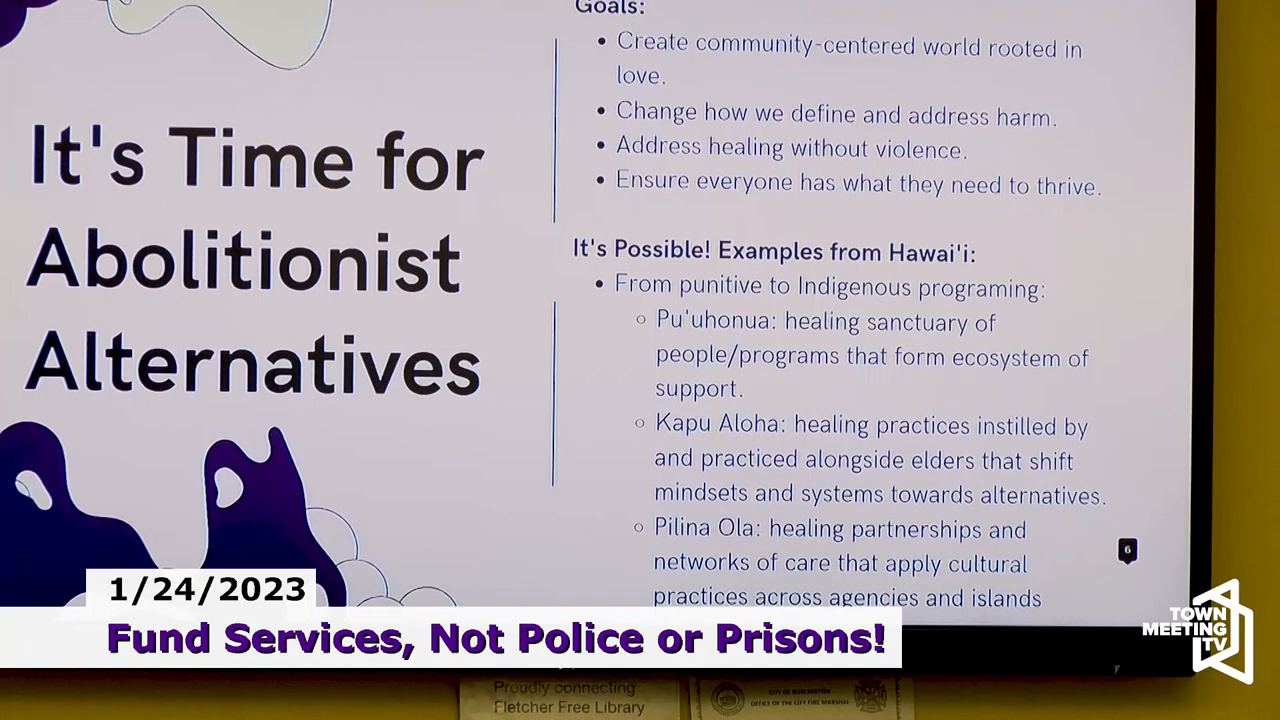 It's Time for
Abolitionist
Alternatives
Goals:
Create community-centered world rooted in
love.
Change how we define and address harm.
Address healing without violence.
Ensure everyone has what they need to thrive.
It's Possible! Examples from Hawai'i:
From punitive to Indigenous programing:
Pu'uhonua: healing sanctuary of
people/programs that form ecosystem of
support.
Kapu Aloha: healing practices instilled by
and practiced alongside elders that shift
mindsets and systems towards alternatives.
Pilina Ola: healing partnerships and
networks of care that apply cultural
practices across agencies and islands
6
1/24/2023
Fund Services, Not Police or Prisons!
TOWN
MEETING
TV
Proudly connecting
Fletcher Free Library
CITY OF BURLINGTON
OFFICE OF THE CITY FIRE MARSHAL